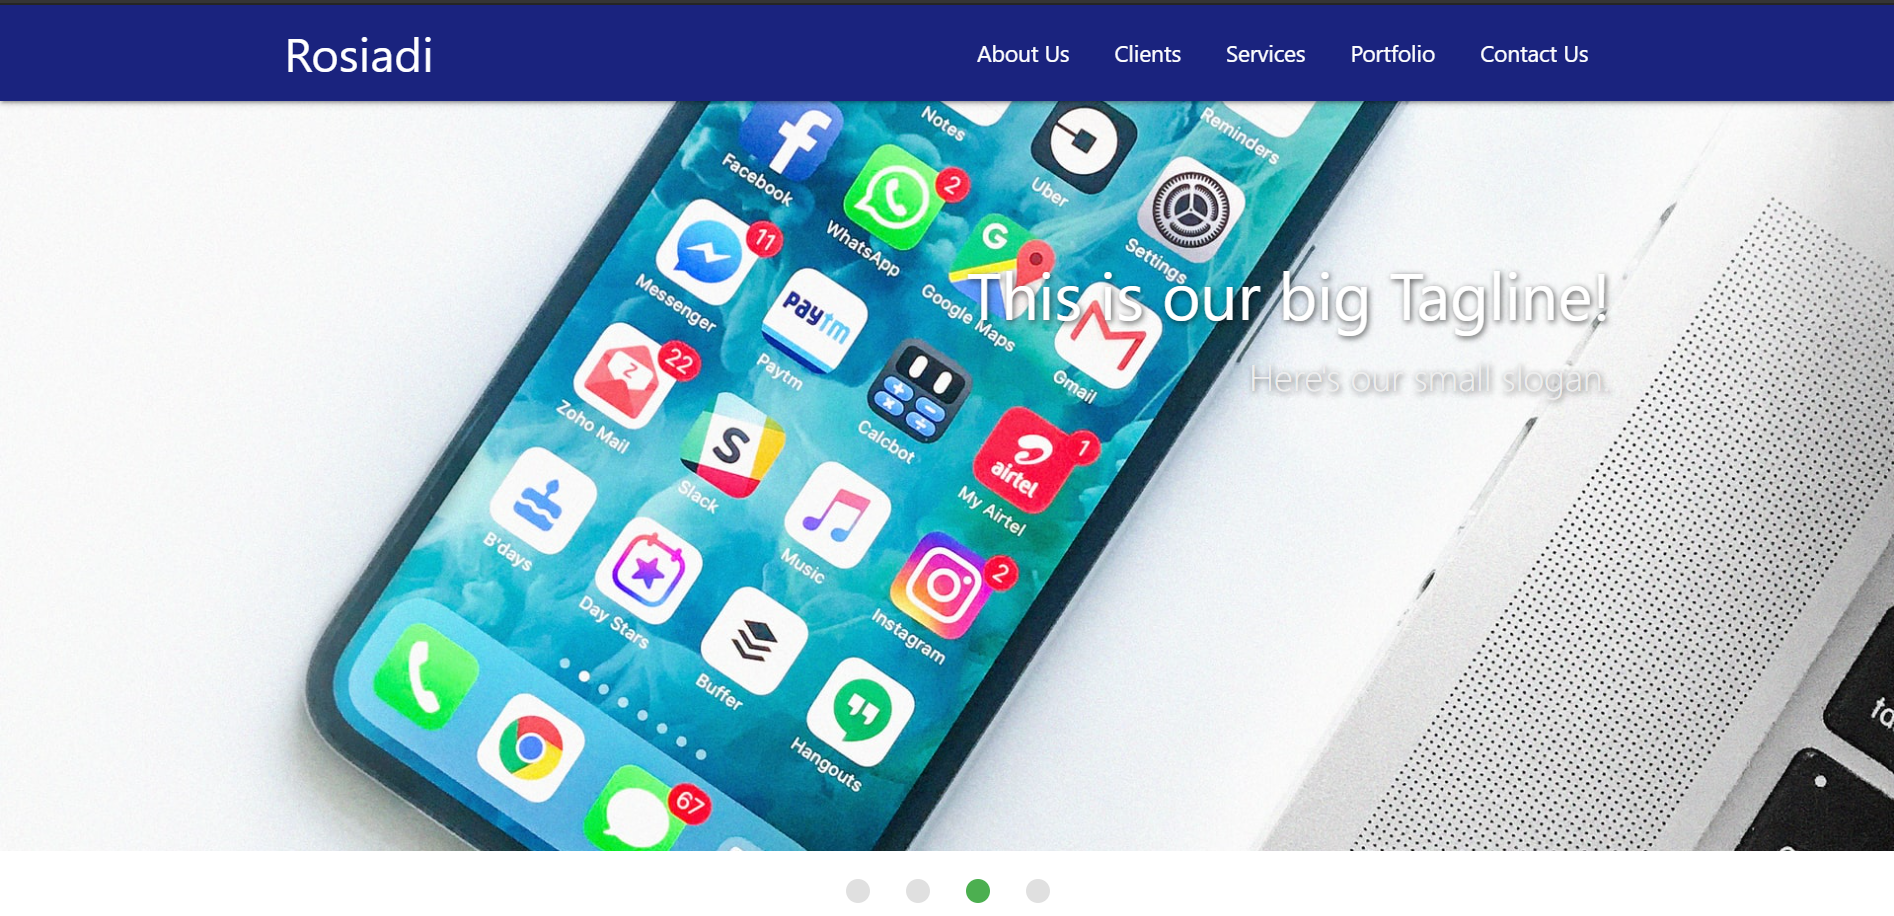 Rosiadi
About Us
Clients
Services
Portfolio
Contact Us
Notes
Reminders
Facebook
2
WhatsApp
Uber
Settings
11
Messenger
Paytm
Paytm
G
Google Maps
Gmail
This is our big Tagline!
Here's our small slogan.
22
Z
Zoho Mail
S
Slack
Calcbot
1
airtel
My Airtel
B'days
Day Stars
Music
2
Instagram
Buffer
Hangouts
67